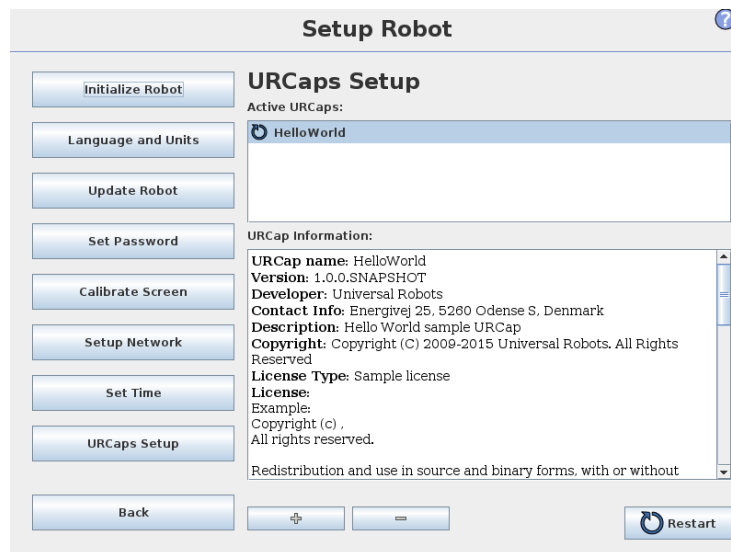 Setup Robot
?
Initialize Robot
Language and Units
Update Robot
Set Password
Calibrate Screen
Setup Network
Set Time
URCaps Setup
Back
URCaps Setup
Active URCaps:
HelloWorld
URCap Information:
URCap name: HelloWorld
Version: 1.0.0.SNAPSHOT
Developer: Universal Robots
Contact Info: Energivej 25, 5260 Odense S, Denmark
Description: Hello World sample URCap
Copyright: Copyright (C) 2009-2015 Universal Robots. All Rights
Reserved
License Type: Sample license
License:
Example:
Copyright (c) ,
All rights reserved.
Redistribution and use in source and binary forms, with or without
Restart